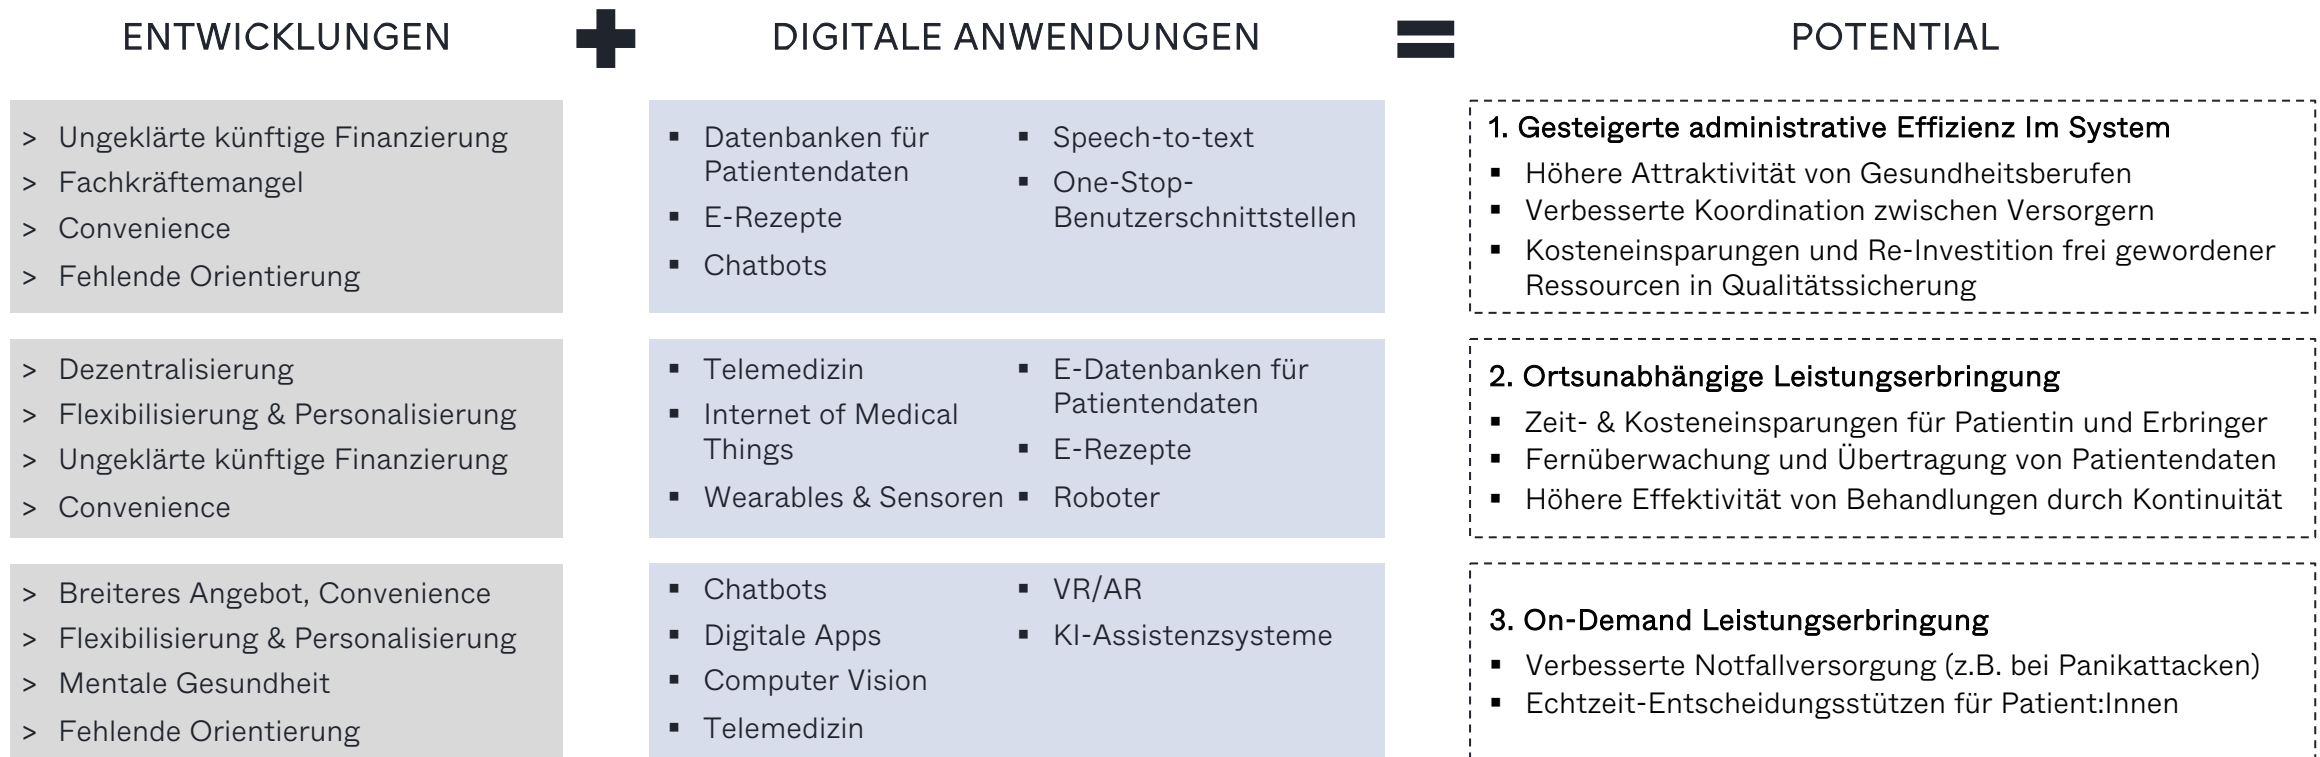 ENTWICKLUNGEN + DIGITALE ANWENDUNGEN = POTENTIAL
> Ungeklärte künftige Finanzierung
> Fachkräftemangel
> Convenience
> Fehlende Orientierung
▪ Datenbanken für
Patientendaten
▪ E-Rezepte
▪ Chatbots
▪ Speech-to-text
▪ One-Stop-
Benutzerschnittstellen
1. Gesteigerte administrative Effizienz Im System
▪ Höhere Attraktivität von Gesundheitsberufen
▪ Verbesserte Koordination zwischen Versorgern
▪ Kosteneinsparungen und Re-Investition frei gewordener
Ressourcen in Qualitätssicherung
> Dezentralisierung
> Flexibilisierung & Personalisierung
> Ungeklärte künftige Finanzierung
> Convenience
▪ Telemedizin
▪ Internet of Medical
Things
▪ Wearables & Sensoren
▪ E-Datenbanken für
Patientendaten
▪ E-Rezepte
▪ Roboter
2. Ortsunabhängige Leistungserbringung
▪ Zeit- & Kosteneinsparungen für Patientin und Erbringer
▪ Fernüberwachung und Übertragung von Patientendaten
▪ Höhere Effektivität von Behandlungen durch Kontinuität
> Breiteres Angebot, Convenience
> Flexibilisierung & Personalisierung
> Mentale Gesundheit
> Fehlende Orientierung
▪ Chatbots
▪ Digitale Apps
▪ Computer Vision
▪ Telemedizin
▪ VR/AR
▪ KI-Assistenzsysteme
3. On-Demand Leistungserbringung
▪ Verbesserte Notfallversorgung (z.B. bei Panikattacken)
▪ Echtzeit-Entscheidungsstützen für Patient:Innen